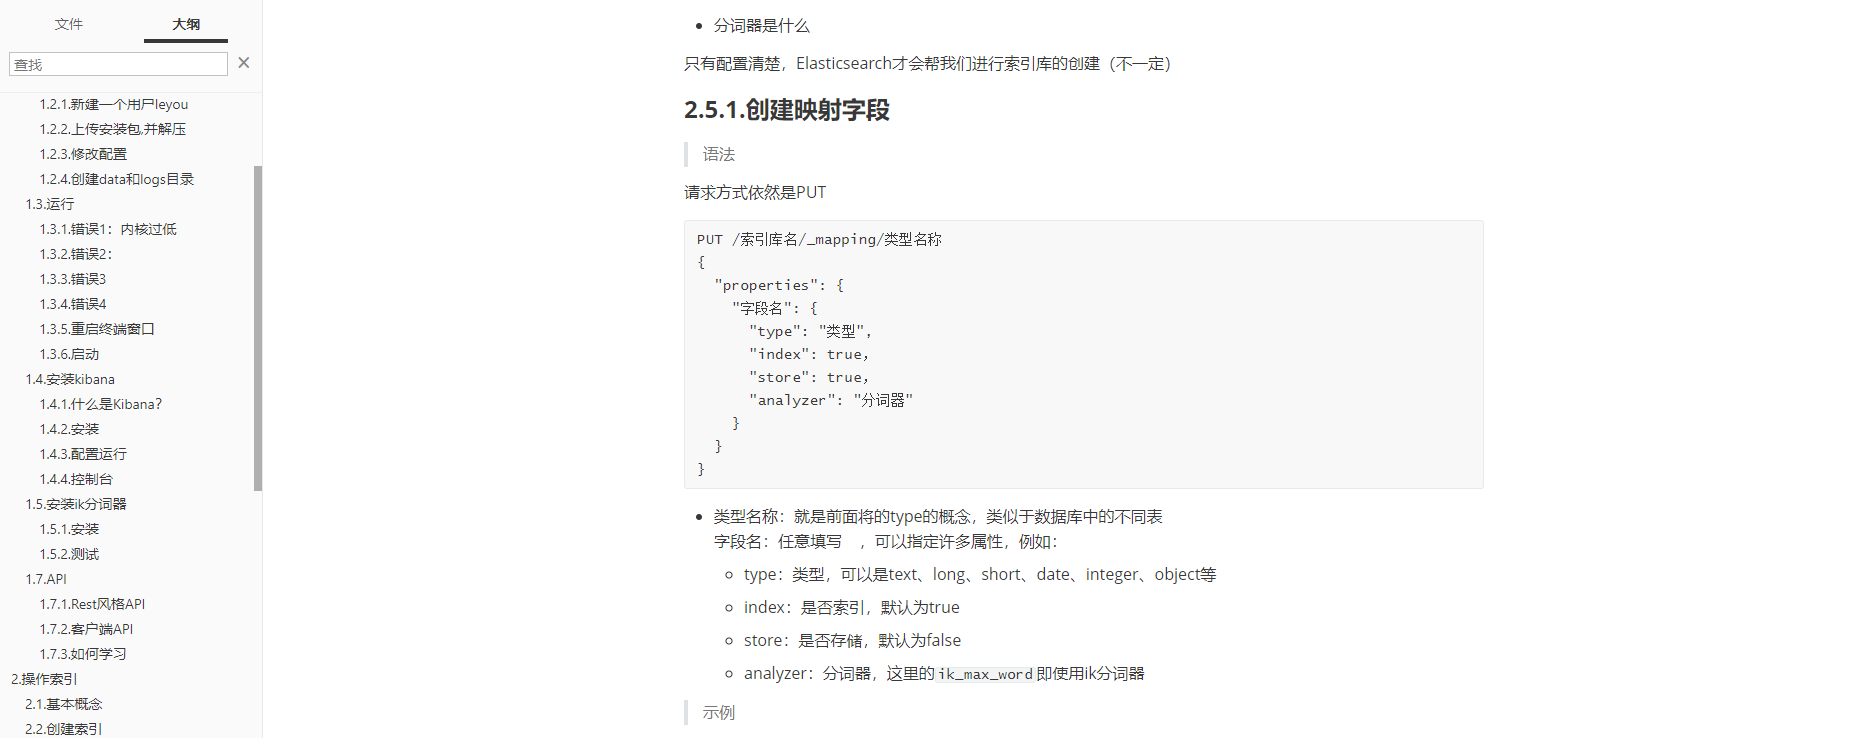 文件
大纲
查找
×
1.2.1.新建一个用户leyou
1.2.2.上传安装包,并解压
1.2.3.修改配置
1.2.4.创建data和logs目录
1.3.运行
1.3.1.错误1：内核过低
1.3.2.错误2：
1.3.3.错误3
1.3.4.错误4
1.3.5.重启终端窗口
1.3.6.启动
1.4.安装kibana
1.4.1.什么是Kibana？
1.4.2.安装
1.4.3.配置运行
1.4.4.控制台
1.5.安装ik分词器
1.5.1.安装
1.5.2.测试
1.7.API
1.7.1.Rest风格API
1.7.2.客户端API
1.7.3.如何学习
2.操作索引
2.1.基本概念
2.2.创建索引
分词器是什么
只有配置清楚，Elasticsearch才会帮我们进行索引库的创建（不一定）
2.5.1.创建映射字段
语法
请求方式依然是PUT
PUT /索引库名/_mapping/类型名称
{
"properties": {
"字段名": {
"type": "类型",
"index": true,
"store": true,
"analyzer": "分词器"
}
}
}
类型名称：就是前面将的type的概念，类似于数据库中的不同表
字段名：任意填写 ，可以指定许多属性，例如：
type：类型，可以是text、long、short、date、integer、object等
index：是否索引，默认为true
store：是否存储，默认为false
analyzer：分词器，这里的ik_max_word即使用ik分词器
示例